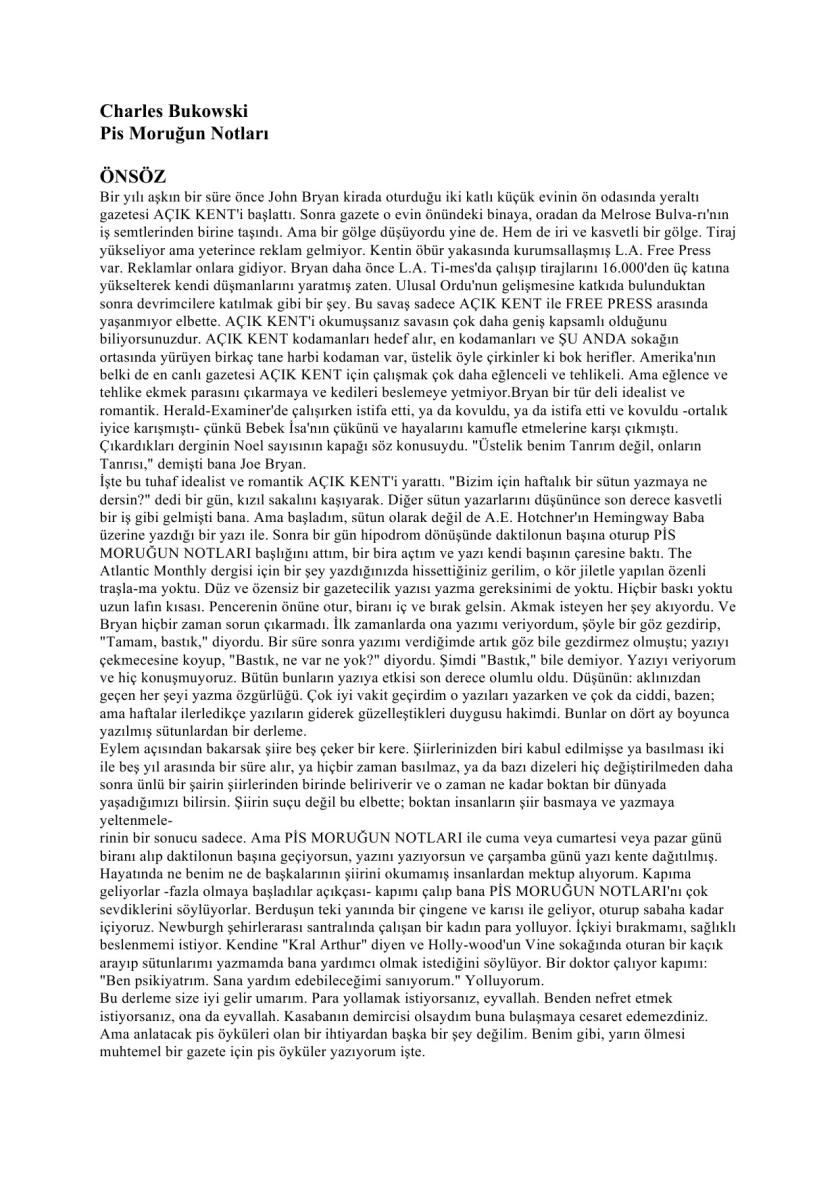 Charles Bukowski
Pis Moruğun Notları
ÖNSÖZ
Bir yılı aşkın bir süre önce John Bryan kirada oturduğu iki katlı küçük evinin ön odasında yeraltı
gazetesi AÇIK KENT'i başlattı. Sonra gazete o evin önündeki binaya, oradan da Melrose Bulva-rı'nın
iş semtlerinden birine taşındı. Ama bir gölge düşüyordu yine de. Hem de iri ve kasvetli bir gölge. Tiraj
yükseliyor ama yeterince reklam gelmiyor. Kentin öbür yakasında kurumsallaşmış L.A. Free Press
var. Reklamlar onlara gidiyor. Bryan daha önce L.A. Ti-mes'da çalışıp tirajlarını 16.000'den üç katına
yükselterek kendi düşmanlarını yaratmış zaten. Ulusal Ordu'nun gelişmesine katkıda bulunduktan
sonra devrimcilere katılmak gibi bir şey. Bu savaş sadece AÇIK KENT ile FREE PRESS arasında
yaşanmıyor elbette. AÇIK KENT'i okumuşsanız savasın çok daha geniş kapsamlı olduğunu
biliyorsunuzdur. AÇIK KENT kodamanları hedef alır, en kodamanları ve ŞU ANDA sokağın
ortasında yürüyen birkaç tane harbi kodaman var, üstelik öyle çirkinler ki bok herifler. Amerika'nın
belki de en canlı gazetesi AÇIK KENT için çalışmak çok daha eğlenceli ve tehlikeli. Ama eğlence ve
tehlike ekmek parasını çıkarmaya ve kedileri beslemeye yetmiyor.Bryan bir tür deli idealist ve
romantik. Herald-Examiner'de çalışırken istifa etti, ya da kovuldu, ya da istifa etti ve kovuldu -ortalık
iyice karışmıştı- çünkü Bebek İsa'nın çükünü ve hayalarını kamufle etmelerine karşı çıkmıştı.
Çıkardıkları derginin Noel sayısının kapağı söz konusuydu. "Üstelik benim Tanrım değil, onların
Tanrısı," demişti bana Joe Bryan.
İşte bu tuhaf idealist ve romantik AÇIK KENT'i yarattı. "Bizim için haftalık bir sütun yazmaya ne
dersin?" dedi bir gün, kızıl sakalını kaşıyarak. Diğer sütun yazarlarını düşününce son derece kasvetli
bir iş gibi gelmişti bana. Ama başladım, sütun olarak değil de A.E. Hotchner'ın Hemingway Baba
üzerine yazdığı bir yazı ile. Sonra bir gün hipodrom dönüşünde daktilonun başına oturup PİS
MORUĞUN NOTLARI başlığını attım, bir bira açtım ve yazı kendi başının çaresine baktı. The
Atlantic Monthly dergisi için bir şey yazdığınızda hissettiğiniz gerilim, o kör jiletle yapılan özenli
traşla-ma yoktu. Düz ve özensiz bir gazetecilik yazısı yazma gereksinimi de yoktu. Hiçbir baskı yoktu
uzun lafın kısası. Pencerenin önüne otur, biranı iç ve bırak gelsin. Akmak isteyen her şey akıyordu. Ve
Bryan hiçbir zaman sorun çıkarmadı. İlk zamanlarda ona yazımı veriyordum, şöyle bir göz gezdirip,
"Tamam, bastık," diyordu. Bir süre sonra yazımı verdiğimde artık göz bile gezdirmez olmuştu; yazıyı
çekmecesine koyup, "Bastık, ne var ne yok?" diyordu. Şimdi "Bastık," bile demiyor. Yazıyı veriyorum
ve hiç konuşmuyoruz. Bütün bunların yazıya etkisi son derece olumlu oldu. Düşünün: aklınızdan
geçen her şeyi yazma özgürlüğü. Çok iyi vakit geçirdim o yazıları yazarken ve çok da ciddi, bazen;
ama haftalar ilerledikçe yazıların giderek güzelleştikleri duygusu hakimdi. Bunlar on dört ay boyunca
yazılmış sütunlardan bir derleme.
Eylem açısından bakarsak şiire beş çeker bir kere. Şiirlerinizden biri kabul edilmişse ya basılması iki
ile beş yıl arasında bir süre alır, ya hiçbir zaman basılmaz, ya da bazı dizeleri hiç değiştirilmeden daha
sonra ünlü bir şairin şiirlerinden birinde beliriverir ve o zaman ne kadar boktan bir dünyada
yaşadığımızı bilirsin. Şiirin suçu değil bu elbette; boktan insanların şiir basmaya ve yazmaya
yeltenmele-
rinin bir sonucu sadece. Ama PİS MORUĞUN NOTLARI ile cuma veya cumartesi veya pazar günü
biranı alıp daktilonun başına geçiyorsun, yazını yazıyorsun ve çarşamba günü yazı kente dağıtılmış.
Hayatında ne benim ne de başkalarının şiirini okumamış insanlardan mektup alıyorum. Kapıma
geliyorlar -fazla olmaya başladılar açıkçası- kapımı çalıp bana PİS MORUĞUN NOTLARI'nı çok
sevdiklerini söylüyorlar. Berduşun teki yanında bir çingene ve karısı ile geliyor, oturup sabaha kadar
içiyoruz. Newburgh şehirlerarası santralında çalışan bir kadın para yolluyor. İçkiyi bırakmamı, sağlıklı
beslenmemi istiyor. Kendine "Kral Arthur" diyen ve Holly-wood'un Vine sokağında oturan bir kaçık
arayıp sütunlarımı yazmamda bana yardımcı olmak istediğini söylüyor. Bir doktor çalıyor kapımı:
"Ben psikiyatrım. Sana yardım edebileceğimi sanıyorum." Yolluyorum.
Bu derleme size iyi gelir umarım. Para yollamak istiyorsanız, eyvallah. Benden nefret etmek
istiyorsanız, ona da eyvallah. Kasabanın demircisi olsaydım buna bulaşmaya cesaret edemezdiniz.
Ama anlatacak pis öyküleri olan bir ihtiyardan başka bir şey değilim. Benim gibi, yarın ölmesi
muhtemel bir gazete için pis öyküler yazıyorum işte.